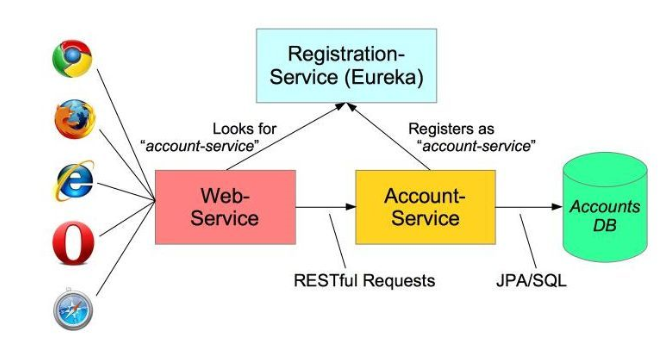 Registration-
Service (Eureka)
Looks for
“account-service”
Registers as
“account-service”
Web-
Service
Account-
Service
Accounts
DB
RESTful Requests
JPA/SQL